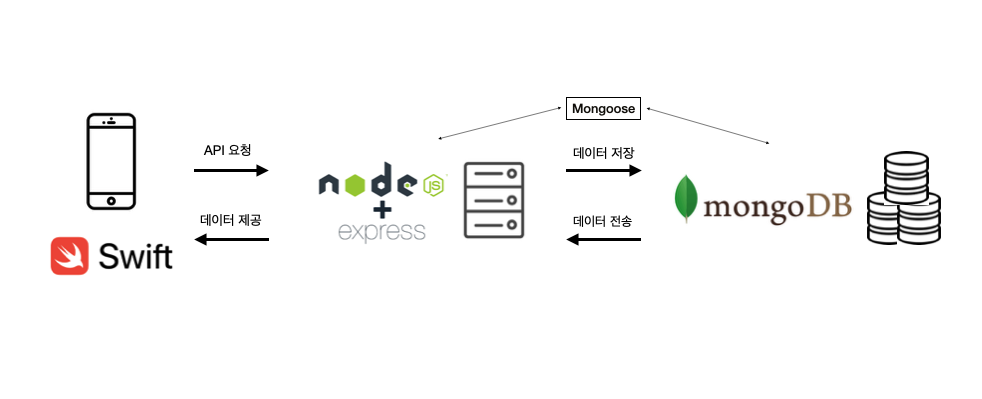 Mongoose
API 요청
데이터 저장
node
JS
+
express
mongoDB
데이터 제공
데이터 전송
Swift